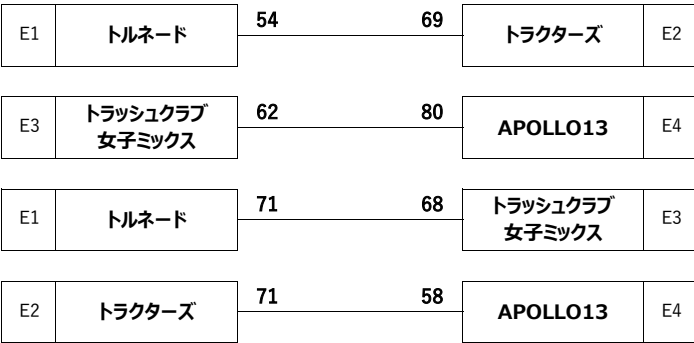 E1 トルネード 54 69 トラクターズ E2
E3 トラッシュクラブ 女子ミックス 62 80 APOLLO13 E4
E1 トルネード 71 68 トラッシュクラブ 女子ミックス E3
E2 トラクターズ 71 58 APOLLO13 E4